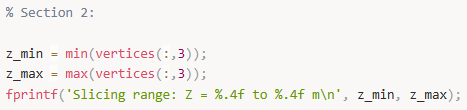 % Section 2:
z_min = min(vertices(:,3));
z_max = max(vertices(:,3));
fprintf('Slicing range: Z = %.4f to %.4f m\n', z_min, z_max);